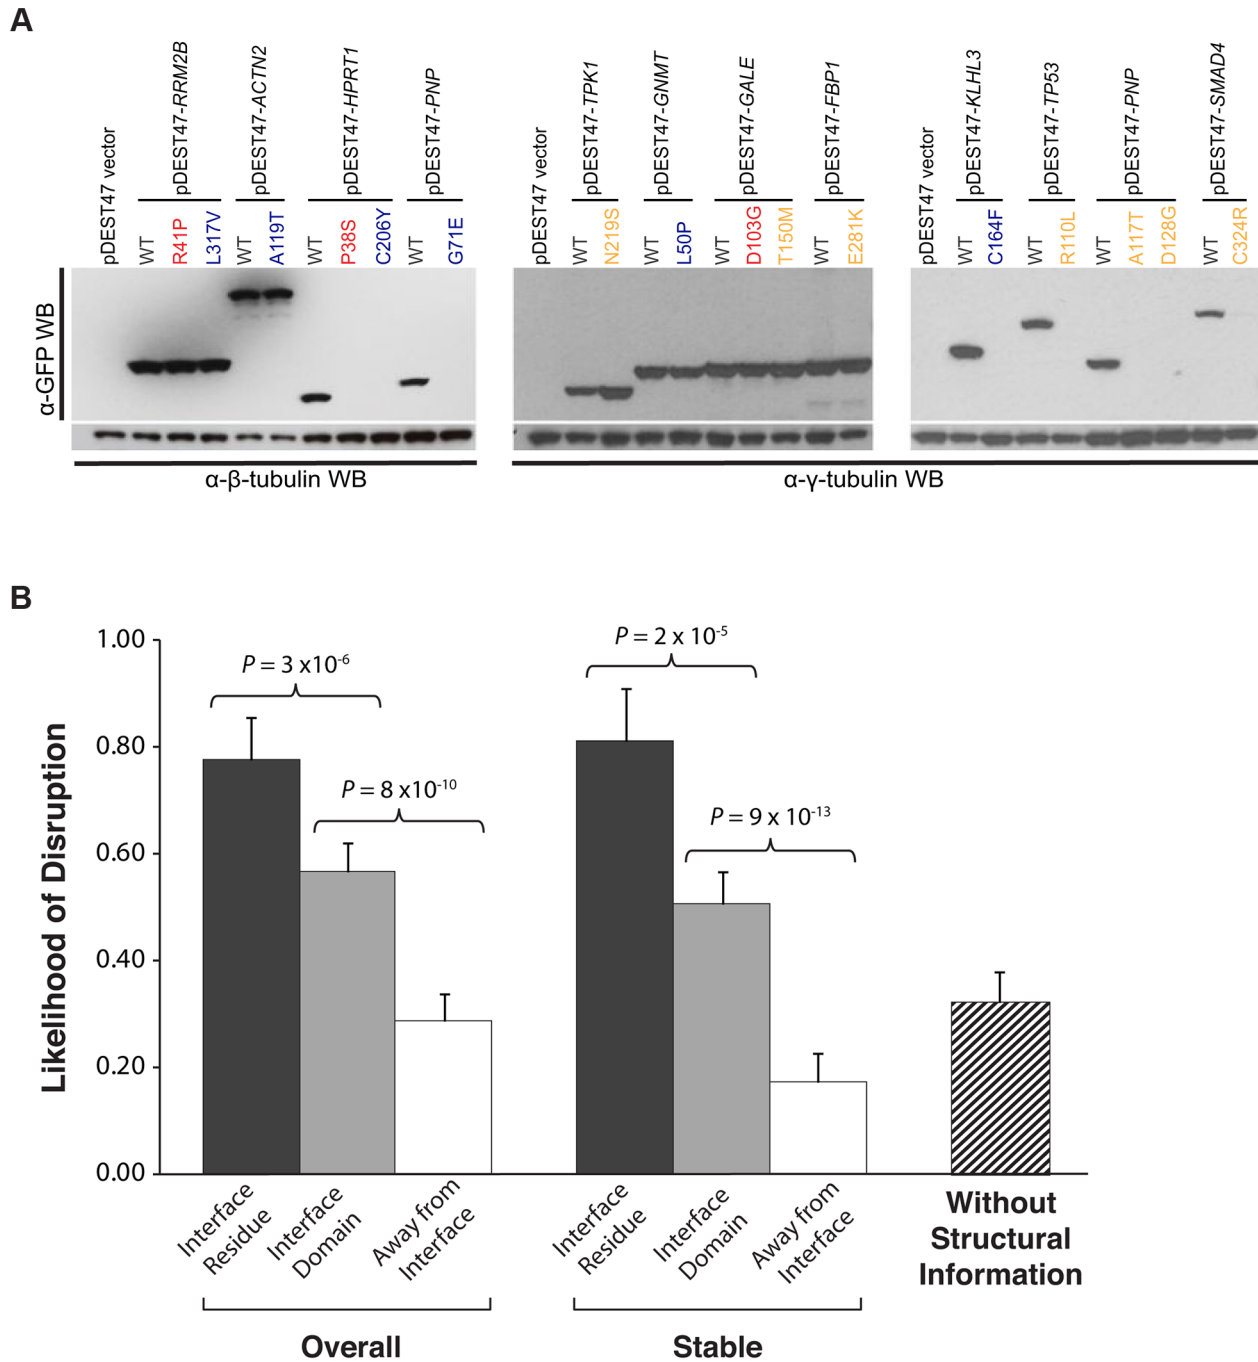 A
pDEST47 vector
pDEST47-RRM2B
WT
R41P
L317V
pDEST47-ACTN2
WT
A119T
pDEST47-HPRT1
WT
P38S
C206Y
pDEST47-PNP
WT
G71E
pDEST47 vector
pDEST47-TPK1
WT
N219S
pDEST47-GNMT
WT
L50P
pDEST47-GALE
WT
D103G
T150M
pDEST47-FBP1
WT
E281K
pDEST47 vector
pDEST47-KLHL3
WT
C164F
pDEST47-TP53
WT
R110L
pDEST47-PNP
WT
A117T
D128G
pDEST47-SMAD4
WT
C324R
α-GFP WB
α-β-tubulin WB
α-γ-tubulin WB
B
Likelihood of Disruption
1.00
0.80
0.60
0.40
0.20
0.00
P = 3 x10-6
P = 8 x10-10
P = 2 x 10-5
P = 9 x 10-13
Interface
Residue
Interface
Domain
Away from
Interface
Interface
Residue
Interface
Domain
Away from
Interface
Without
Structural
Information
Overall
Stable